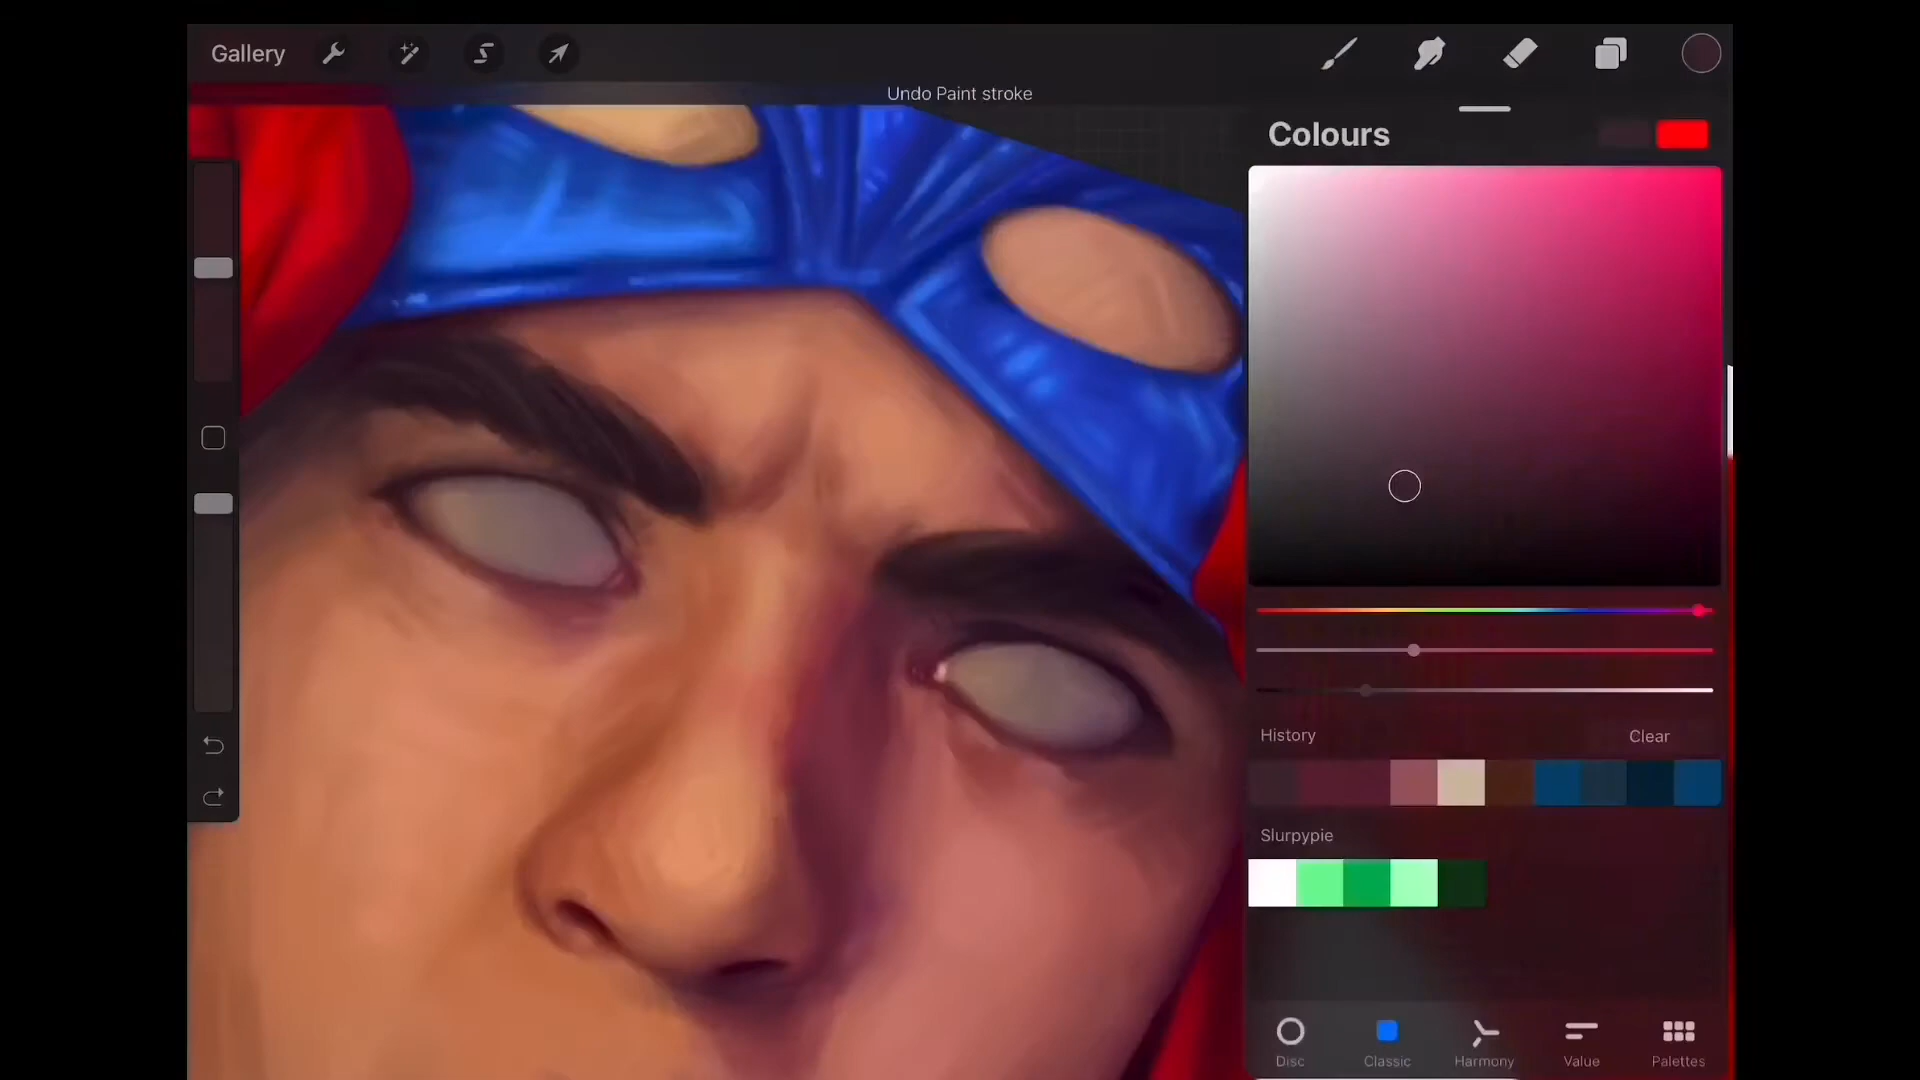 Gallery
Undo Paint stroke
Colours
History
Clear
Slurpypie
Disc
Classic
Harmony
Value
Palettes